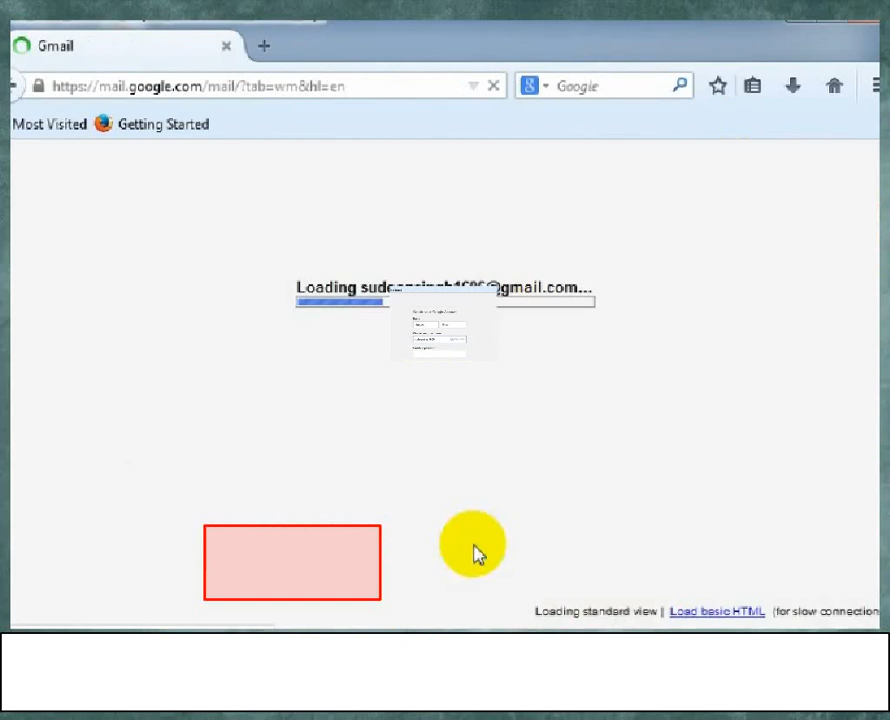 Gmail
https://mail.google.com/mail/?tab=wm&hl=en
Google
Most Visited Getting Started
Loading @gmail.com...
Loading standard view | Load basic HTML (for slow connection